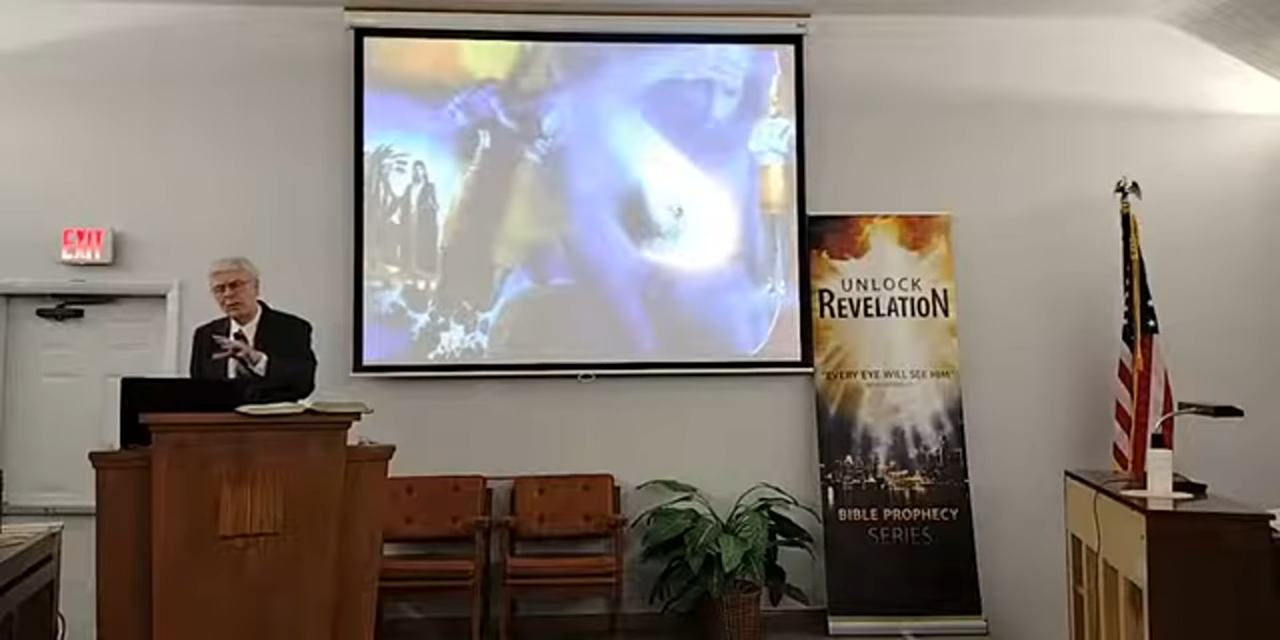 EXIT
UNLOCK
REVELATION
"EVERY EYE WILL SEE HIM"
BIBLE PROPHECY
SERIES